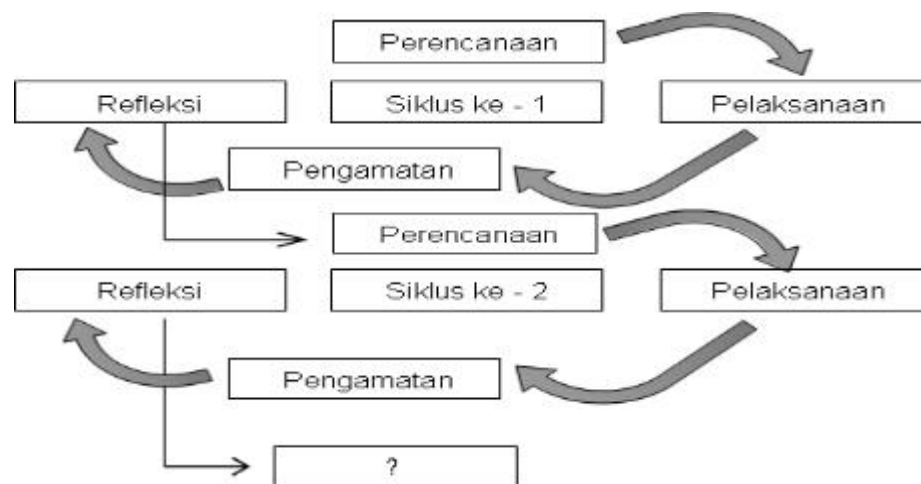 Perencanaan
Refleksi
Siklus ke - 1
Pelaksanaan
Pengamatan
Perencanaan
Refleksi
Siklus ke - 2
Pelaksanaan
Pengamatan
?